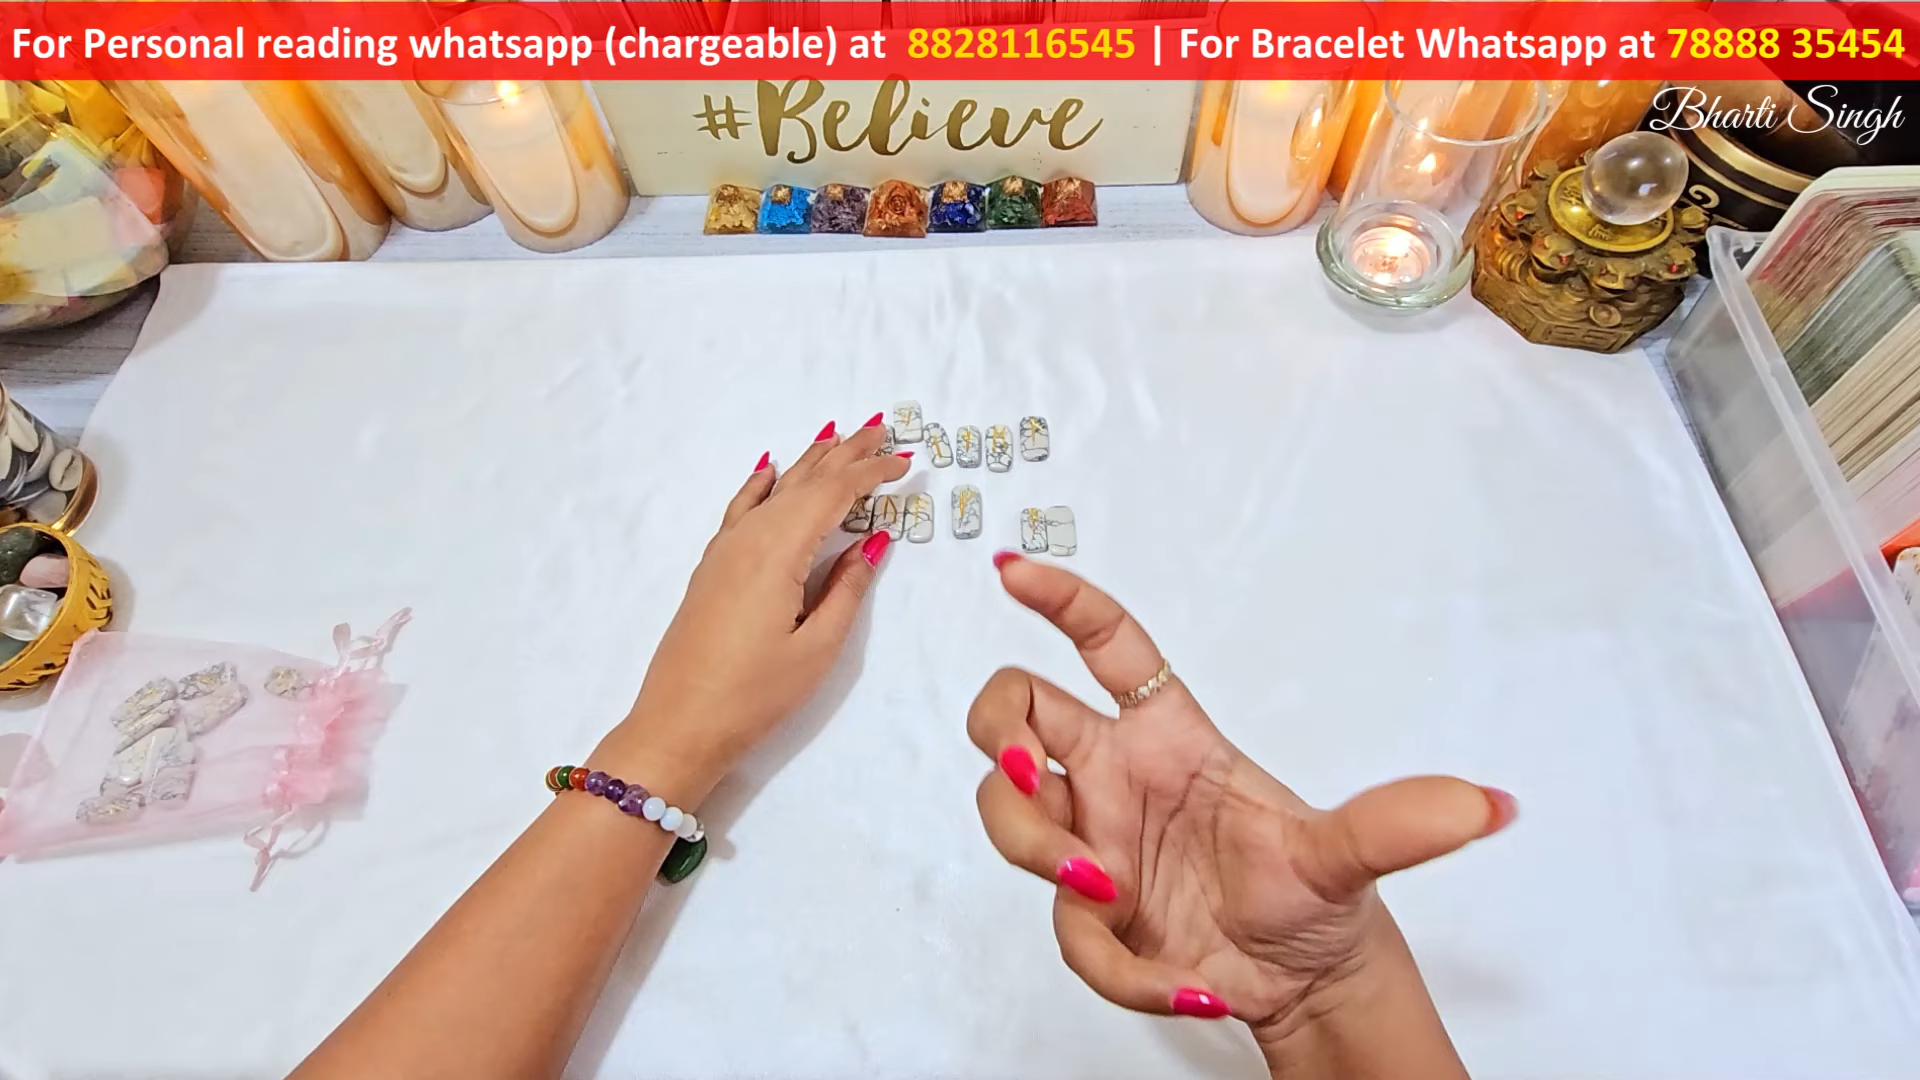 For Personal reading whatsapp (chargeable) at 8828116545 | For Bracelet Whatsapp at 78888 35454
#Believe
Bharti Singh